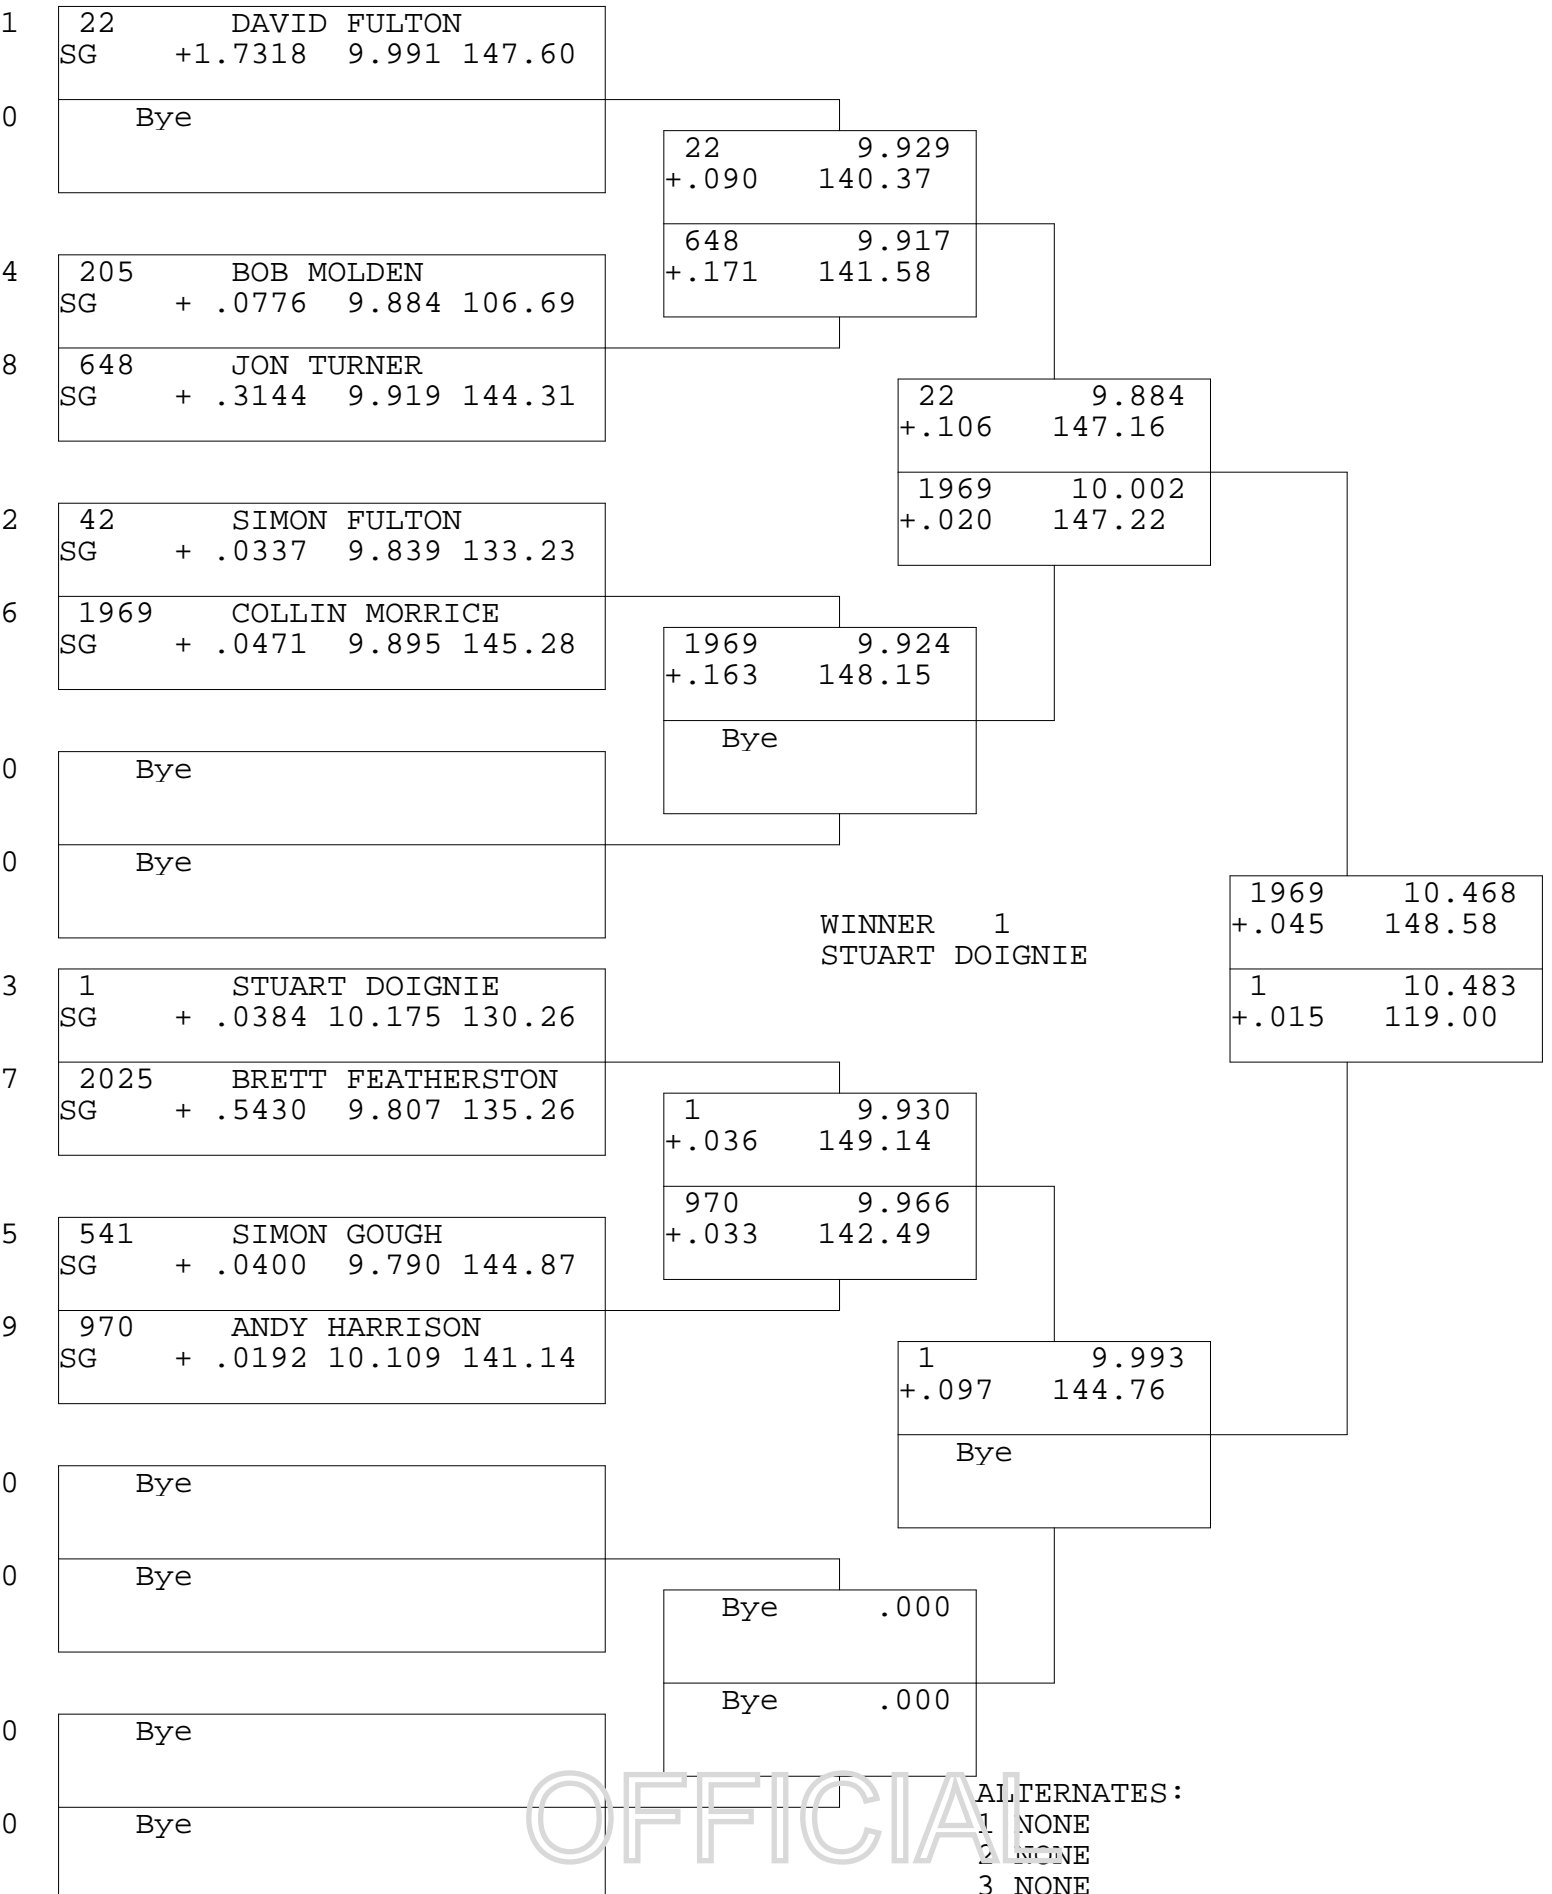 1 22 DAVID FULTON
SG +1.7318 9.991 147.60
0 Bye
22 9.929
+.090 140.37
648 9.917
+.171 141.58
4 205 BOB MOLDEN
SG + .0776 9.884 106.69
8 648 JON TURNER
SG + .3144 9.919 144.31
22 9.884
+.106 147.16
1969 10.002
+.020 147.22
2 42 SIMON FULTON
SG + .0337 9.839 133.23
6 1969 COLLIN MORRICE
SG + .0471 9.895 145.28
1969 9.924
+.163 148.15
Bye
0 Bye
0 Bye
WINNER 1
STUART DOIGNIE
1969 10.468
+.045 148.58
1 10.483
+.015 119.00
3 1 STUART DOIGNIE
SG + .0384 10.175 130.26
7 2025 BRETT FEATHERSTON
SG + .5430 9.807 135.26
1 9.930
+.036 149.14
970 9.966
+.033 142.49
5 541 SIMON GOUGH
SG + .0400 9.790 144.87
9 970 ANDY HARRISON
SG + .0192 10.109 141.14
1 9.993
+.097 144.76
Bye
0 Bye
0 Bye
Bye .000
Bye .000
0 Bye
0 Bye
OFFICIAL
ALTERNATES:
1 NONE
2 NONE
3 NONE